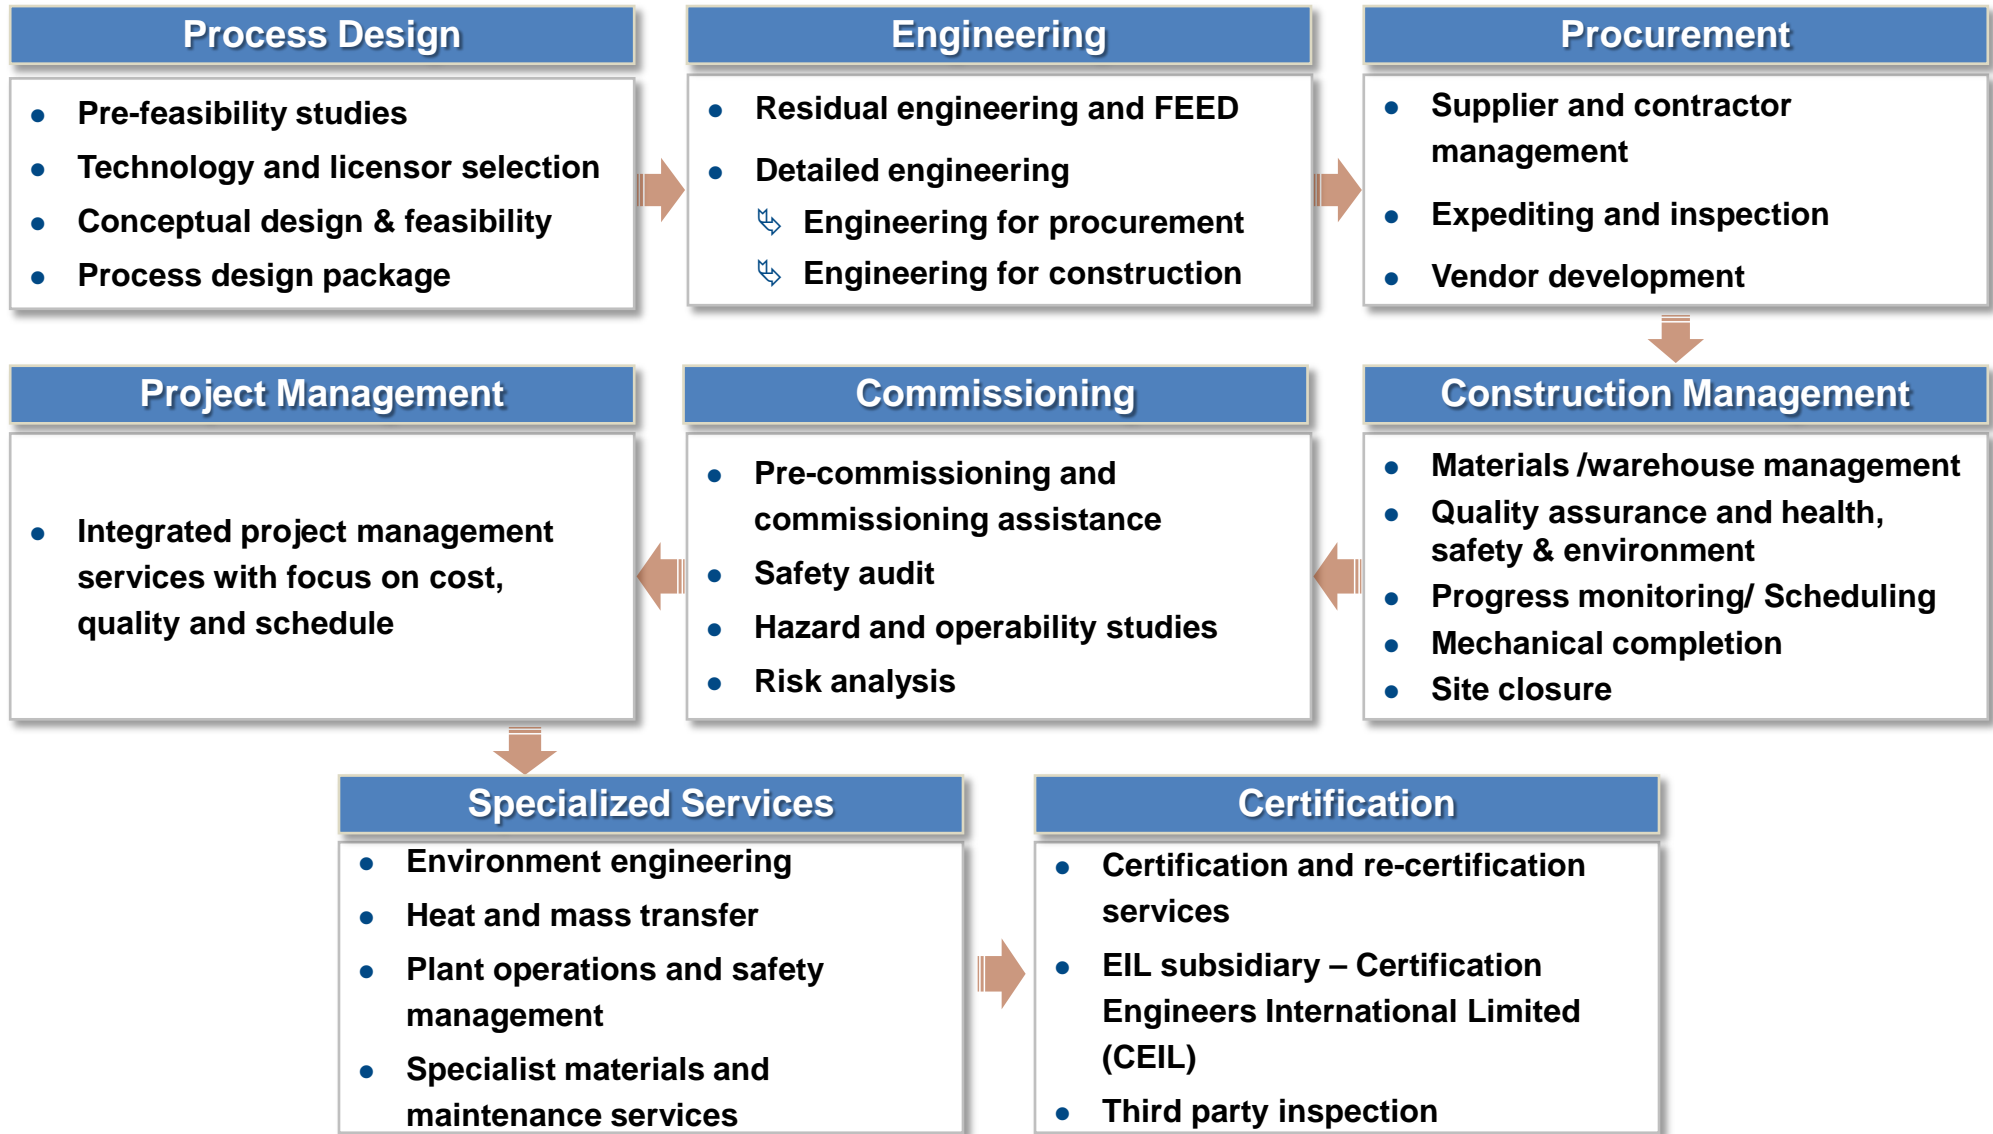 Process Design
Pre-feasibility studies
Technology and licensor selection
Conceptual design & feasibility
Process design package
Engineering
Residual engineering and FEED
Detailed engineering
Engineering for procurement
Engineering for construction
Procurement
Supplier and contractor
management
Expediting and inspection
Vendor development
Construction Management
Materials /warehouse management
Quality assurance and health,
safety & environment
Progress monitoring/ Scheduling
Mechanical completion
Site closure
Commissioning
Pre-commissioning and
commissioning assistance
Safety audit
Hazard and operability studies
Risk analysis
Project Management
Integrated project management
services with focus on cost,
quality and schedule
Specialized Services
Environment engineering
Heat and mass transfer
Plant operations and safety
management
Specialist materials and
maintenance services
Certification
Certification and re-certification
services
EIL subsidiary – Certification
Engineers International Limited
(CEIL)
Third party inspection